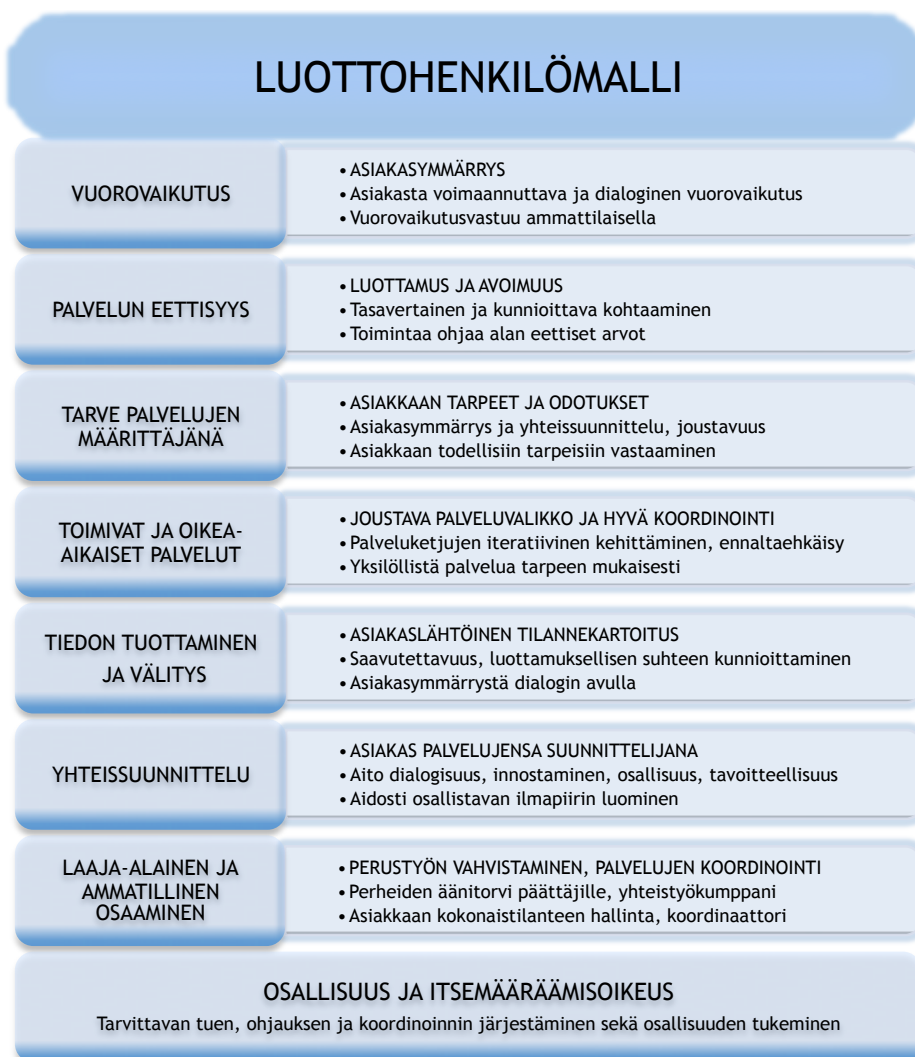 LUOTTOHENKILÖMALLI
VUOROVAIKUTUS
• ASIAKASYMMÄRRYS
• Asiakasta voimaannuttava ja dialoginen vuorovaikutus
• Vuorovaikutusvastuu ammattilaisella
PALVELUN EETTISYYS
• LUOTTAMUS JA AVOIMUUS
• Tasavertainen ja kunnioittava kohtaaminen
• Toimintaa ohjaa alan eettiset arvot
TARVE PALVELUJEN
MÄÄRITTÄJÄNÄ
• ASIAKKAAN TARPEET JA ODOTUKSET
• Asiakasymmärrys ja yhteissuunnittelu, joustavuus
• Asiakkaan todellisiin tarpeisiin vastaaminen
TOIMIVAT JA OIKEA-
AIKAISET PALVELUT
• JOUSTAVA PALVELUVALIKKO JA HYVÄ KOORDINOINTI
• Palveluketjujen iteratiivinen kehittäminen, ennaltaehkäisy
• Yksilöllistä palvelua tarpeen mukaisesti
TIEDON TUOTTAMINEN
JA VÄLITYS
• ASIAKASLÄHTÖINEN TILANNEKARTOITUS
• Saavutettavuus, luottamuksellisen suhteen kunnioittaminen
• Asiakasymmärrystä dialogin avulla
YHTEISSUUNNITTELU
• ASIAKAS PALVELUJENSA SUUNNITTELIJANA
• Aito dialogisuus, innostaminen, osallisuus, tavoitteellisuus
• Aidosti osallistavan ilmapiirin luominen
LAAJA-ALAINEN JA
AMMATILLINEN
OSAAMINEN
• PERUSTYÖN VAHVISTAMINEN, PALVELUJEN KOORDINOINTI
• Perheiden äänitorvi päättäjille, yhteistyökumppani
• Asiakkaan kokonaistilanteen hallinta, koordinaattori
OSALLISUUS JA ITSEMÄÄRÄÄMISOIKEUS
Tarvittavan tuen, ohjauksen ja koordinoinnin järjestäminen sekä osallisuuden tukeminen